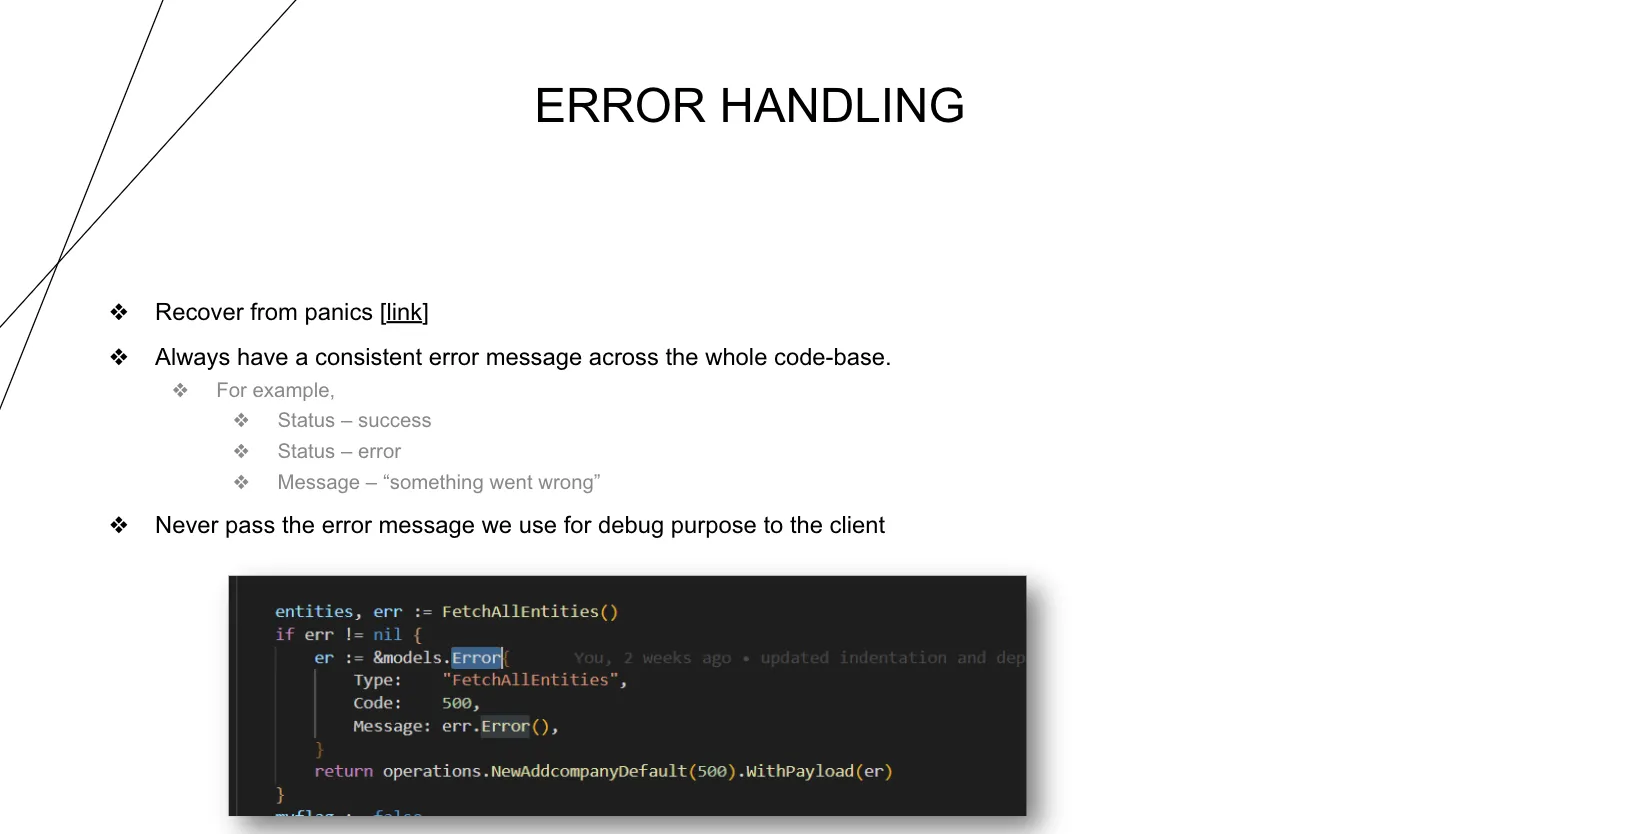 ERROR HANDLING
❖ Recover from panics [link]
❖ Always have a consistent error message across the whole code-base.
❖ For example,
❖ Status – success
❖ Status – error
❖ Message – “something went wrong”
❖ Never pass the error message we use for debug purpose to the client
entities, err := FetchAllEntities()
if err != nil {
er := &models.Error{ You, 2 weeks ago • updated indentation and dep
Type: "FetchAllEntities",
Code: 500,
Message: err.Error(),
}
return operations.NewAddcompanyDefault(500).WithPayload(er)
}